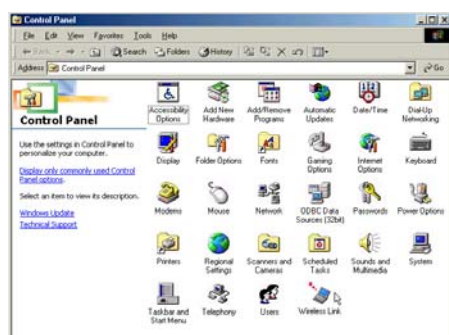 Control Panel
File Edit View Favorites Tools Help
Back Search Folders History
Address Control Panel Go
Control Panel
Use the settings in Control Panel to
personalize your computer.
Display only commonly used Control
Panel options.
Select an item to view its description.
Windows Update
Technical Support
Accessibility
Options
Add New
Hardware
Add/Remove
Programs
Automatic
Updates
Date/Time
Dial-Up
Networking
Display
Folder Options
Fonts
Gaming
Options
Internet
Options
Keyboard
Modems
Mouse
Network
ODBC Data
Sources (32bit)
Passwords
Power Options
Printers
Regional
Settings
Scanners and
Cameras
Scheduled
Tasks
Sounds and
Multimedia
System
Taskbar and
Start Menu
Telephony
Users
Wireless Link